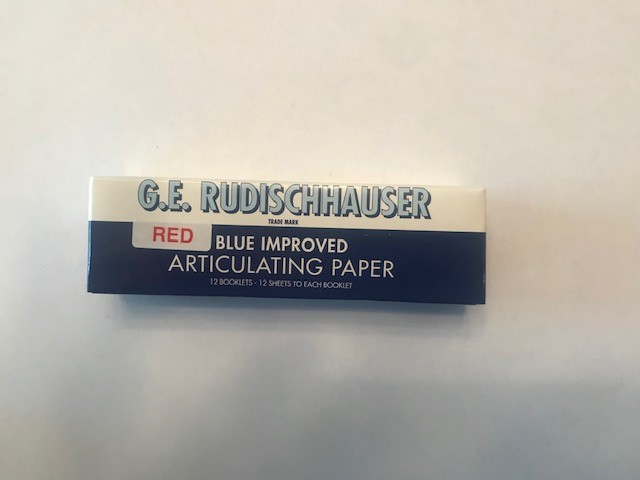 G.E. RUDISCHHAUSER
TRADE MARK
RED
BLUE IMPROVED
ARTICULATING PAPER
12 BOOKLETS - 12 SHEETS TO EACH BOOKLET